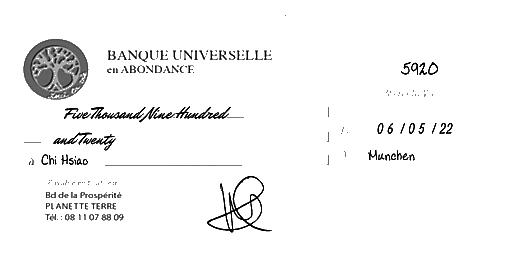 BANQUE UNIVERSELLE
en ABONDANCE
5920
Five Thousand Nine Hundred
and Twenty
06/05/22
à Chi Hsiao
Munchen
Bd de la Prospérité
PLANETTE TERRE
Tél. : 08 11 07 88 09